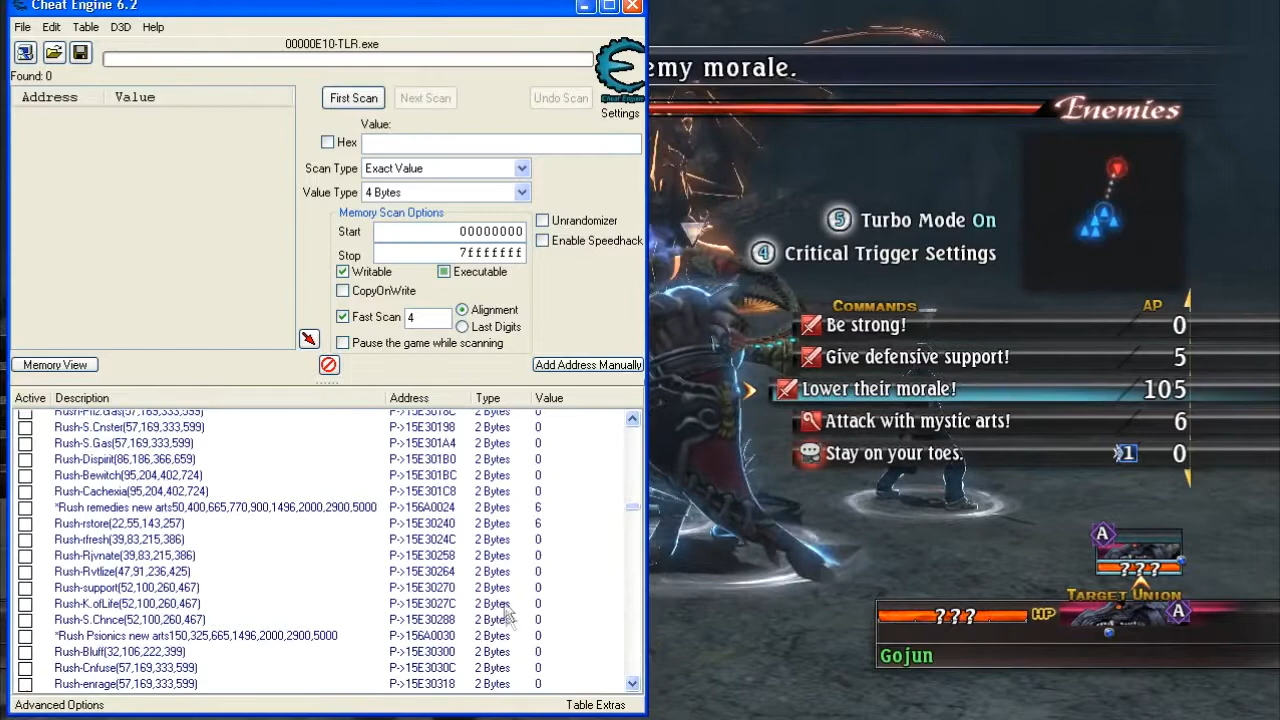 Cheat Engine 6.2
File Edit Table D3D Help
00000E10-TLR.exe
Found: 0
Address Value
First Scan Next Scan Undo Scan
Cheat Engine
Settings
Value:
Hex
Scan Type Exact Value
Value Type 4 Bytes
Memory Scan Options
Start 00000000
Stop 7fffffff
Unrandomizer
Enable Speedhack
Writable Executable
CopyOnWrite
Fast Scan 4 Alignment
Last Digits
Pause the game while scanning
Memory View Add Address Manually
Active Description Address Type Value
Rush-S.Cnster(57,169,333,599) P->15E30198 2 Bytes 0
Rush-S.Gas(57,169,333,599) P->15E301A4 2 Bytes 0
Rush-Dispirit(86,186,366,659) P->15E301B0 2 Bytes 0
Rush-Bewitch(95,204,402,724) P->15E301BC 2 Bytes 0
Rush-Cachexia(95,204,402,724) P->15E301C8 2 Bytes 0
*Rush remedies new arts50,400,665,770,900,1496,2000,2900,5000 P->156A0024 2 Bytes 6
Rush-rstore(22,55,143,257) P->15E30240 2 Bytes 6
Rush-rfresh(39,83,215,386) P->15E3024C 2 Bytes 0
Rush-Rjvnate(39,83,215,386) P->15E30258 2 Bytes 0
Rush-Rvtlize(47,91,236,425) P->15E30264 2 Bytes 0
Rush-support(52,100,260,467) P->15E30270 2 Bytes 0
Rush-K.ofLife(52,100,260,467) P->15E3027C 2 Bytes 0
Rush-S.Chnce(52,100,260,467) P->15E30288 2 Bytes 0
*Rush Psionics new arts150,325,665,1496,2000,2900,5000 P->156A0030 2 Bytes 0
Rush-Bluff(32,106,222,399) P->15E30300 2 Bytes 0
Rush-Cnfuse(57,169,333,599) P->15E3030C 2 Bytes 0
Rush-enrage(57,169,333,599) P->15E30318 2 Bytes 0
Advanced Options Table Extras
emy morale.
Enemies
5 Turbo Mode On
4 Critical Trigger Settings
Commands AP
Be strong! 0
Give defensive support! 5
Lower their morale! 105
Attack with mystic arts! 6
Stay on your toes. 1 0
A
???
Target Union
??? HP A
Gojun